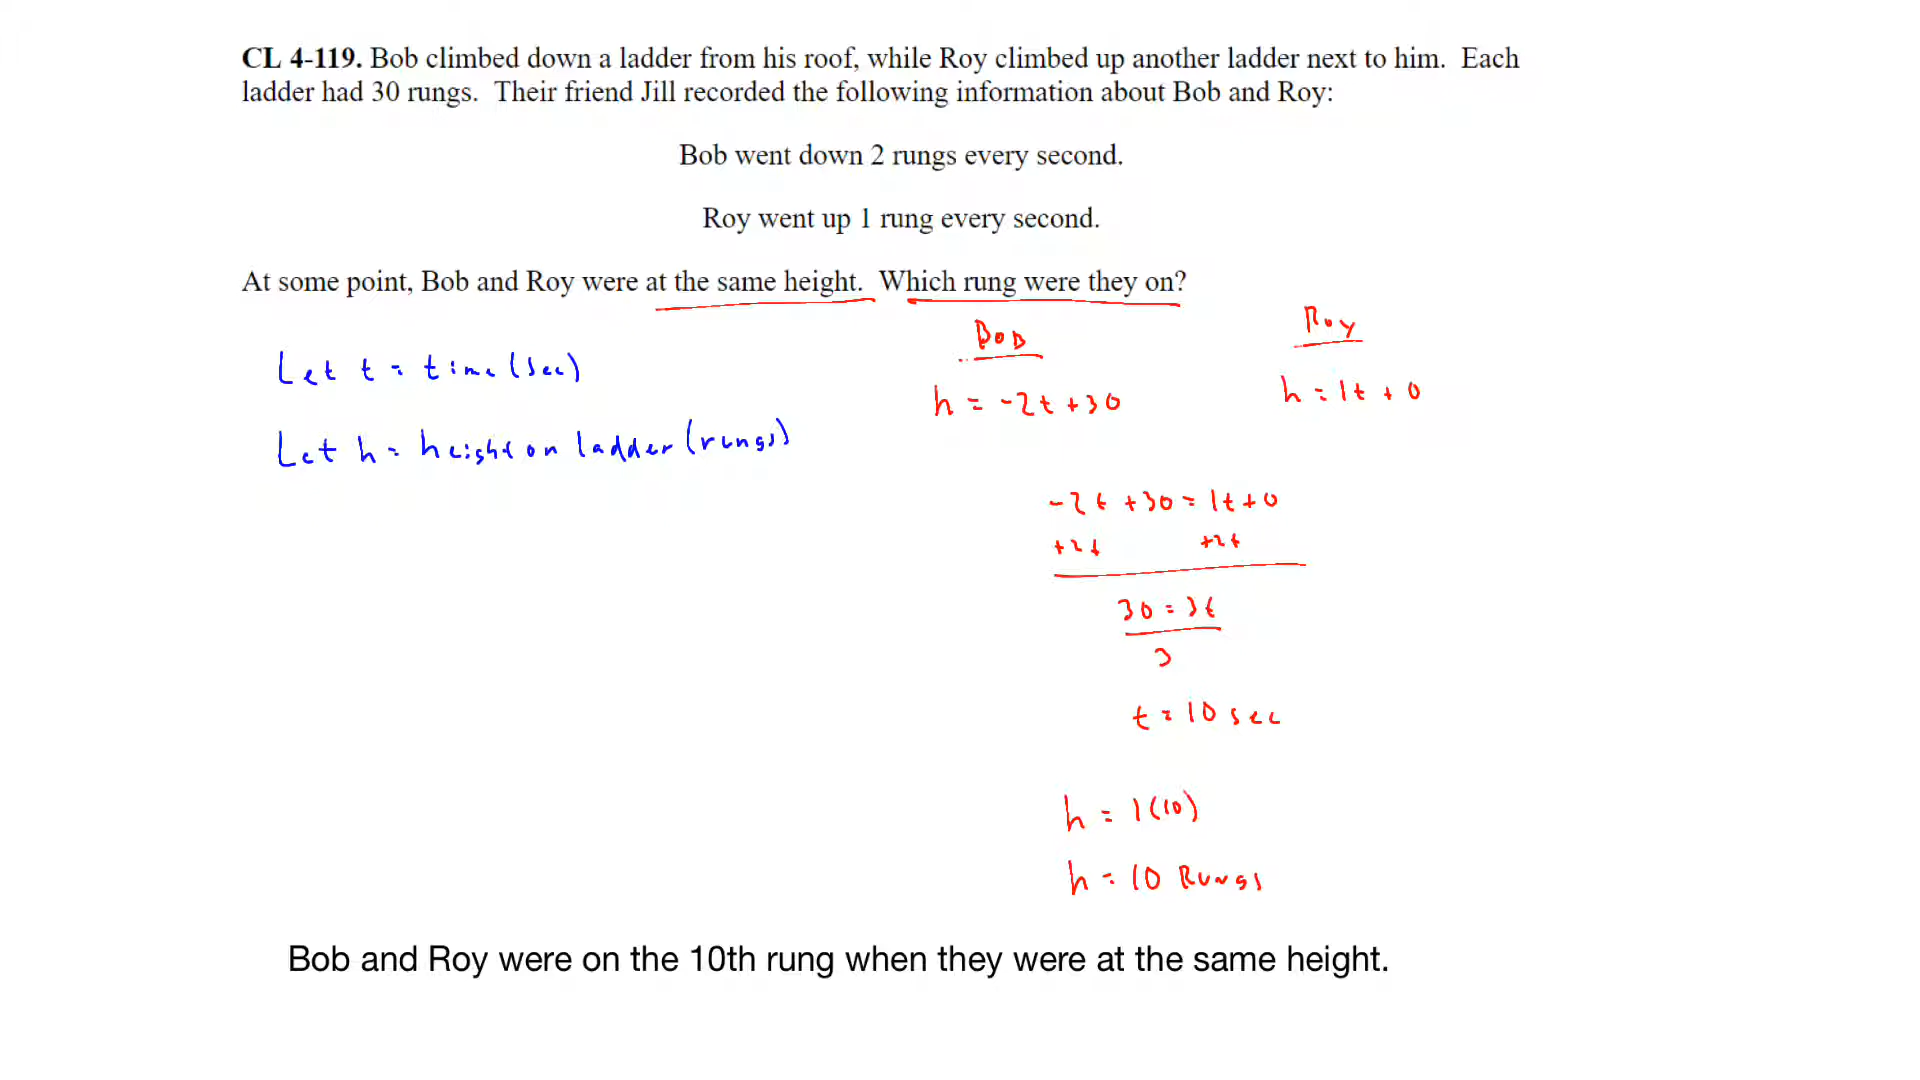 CL 4-119. Bob climbed down a ladder from his roof, while Roy climbed up another ladder next to him. Each
ladder had 30 rungs. Their friend Jill recorded the following information about Bob and Roy:
Bob went down 2 rungs every second.
Roy went up 1 rung every second.
At some point, Bob and Roy were at the same height. Which rung were they on?
Let t = time (sec)
Let h = height on ladder (rungs)
Bob
h = -2t +30
Roy
h = 1t + 0
-2t +30 = 1t + 0
+2t +2t
30 = 3t
3
t = 10 sec
h = 1(10)
h = 10 Rungs
Bob and Roy were on the 10th rung when they were at the same height.